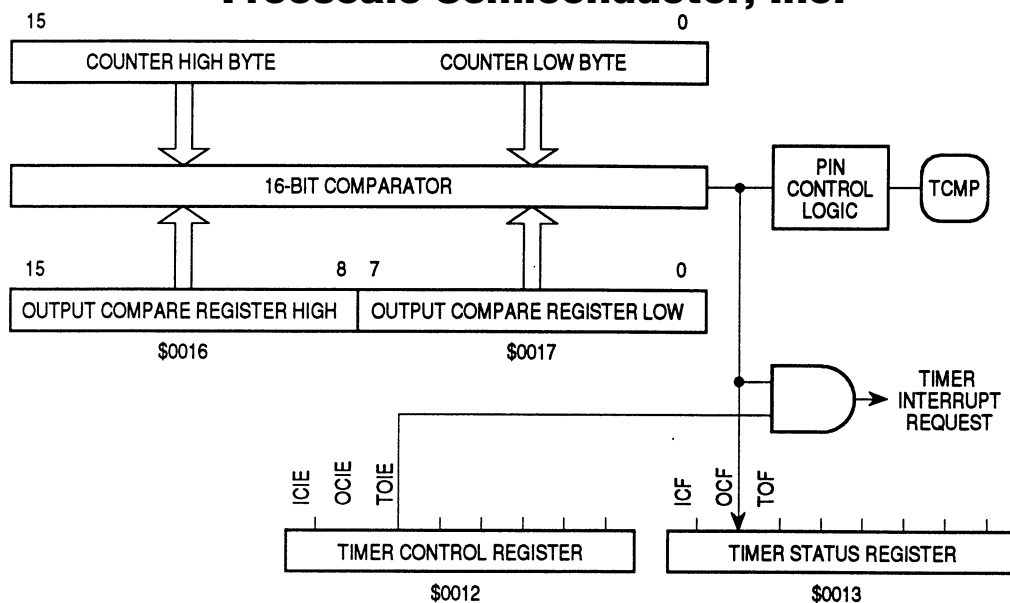 15 0
COUNTER HIGH BYTE COUNTER LOW BYTE
16-BIT COMPARATOR
PIN
CONTROL
LOGIC
TCMP
15 8 7 0
OUTPUT COMPARE REGISTER HIGH OUTPUT COMPARE REGISTER LOW
$0016 $0017
TIMER
INTERRUPT
REQUEST
ICIE
OCIE
TOIE
ICF
OCF
TOF
TIMER CONTROL REGISTER TIMER STATUS REGISTER
$0012 $0013